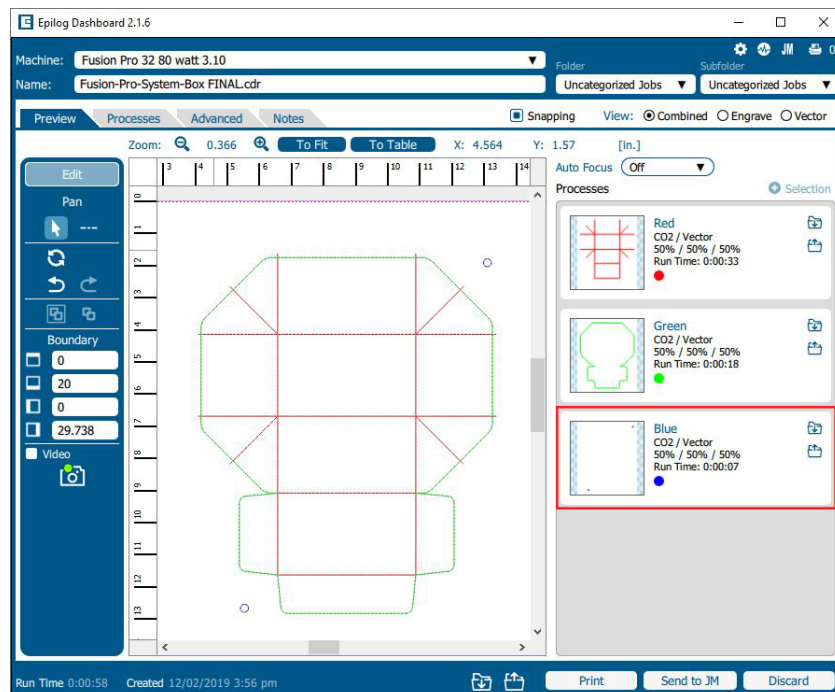 Epilog Dashboard 2.1.6
Machine: Fusion Pro 32 80 watt 3.10
JM 0
Folder Subfolder
Name: Fusion-Pro-System-Box FINAL.cdr
Uncategorized Jobs Uncategorized Jobs
Preview Processes Advanced Notes
Snapping View: Combined Engrave Vector
Zoom: 0.366 To Fit To Table X: 4.564 Y: 1.57 [in.]
Auto Focus Off
Processes Selection
Edit
Pan
Boundary
0
20
0
29.738
Video
3 4 5 6 7 8 9 10 11 12 13 14
0
1
2
3
4
5
6
7
8
9
10
11
12
13
Red
CO2 / Vector
50% / 50% / 50%
Run Time: 0:00:33
Green
CO2 / Vector
50% / 50% / 50%
Run Time: 0:00:18
Blue
CO2 / Vector
50% / 50% / 50%
Run Time: 0:00:07
Run Time 0:00:58 Created 12/02/2019 3:56 pm
Print Send to JM Discard